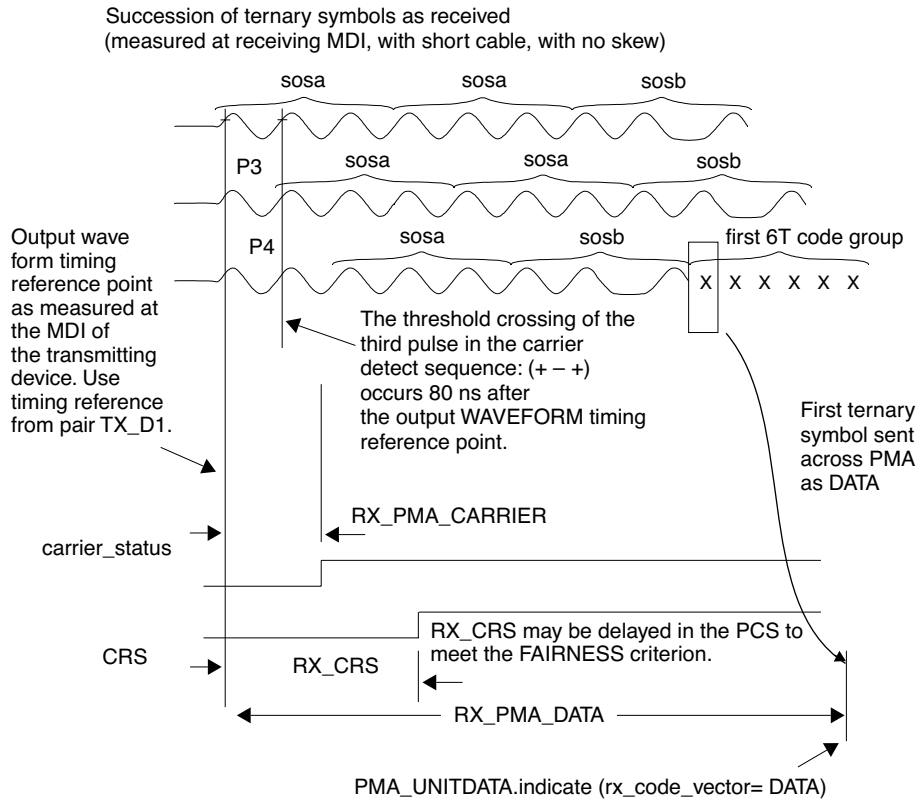 Succession of ternary symbols as received
(measured at receiving MDI, with short cable, with no skew)
sosa sosa sosb
P3
sosa sosa sosb
P4
sosa sosb first 6T code group
X X X X X X
Output wave
form timing
reference point
as measured at
the MDI of
the transmitting
device. Use
timing reference
from pair TX_D1.
The threshold crossing of the
third pulse in the carrier
detect sequence: (+ – +)
occurs 80 ns after
the output WAVEFORM timing
reference point.
First ternary
symbol sent
across PMA
as DATA
RX_PMA_CARRIER
carrier_status
RX_CRS may be delayed in the PCS to
meet the FAIRNESS criterion.
CRS
RX_CRS
RX_PMA_DATA
PMA_UNITDATA.indicate (rx_code_vector= DATA)